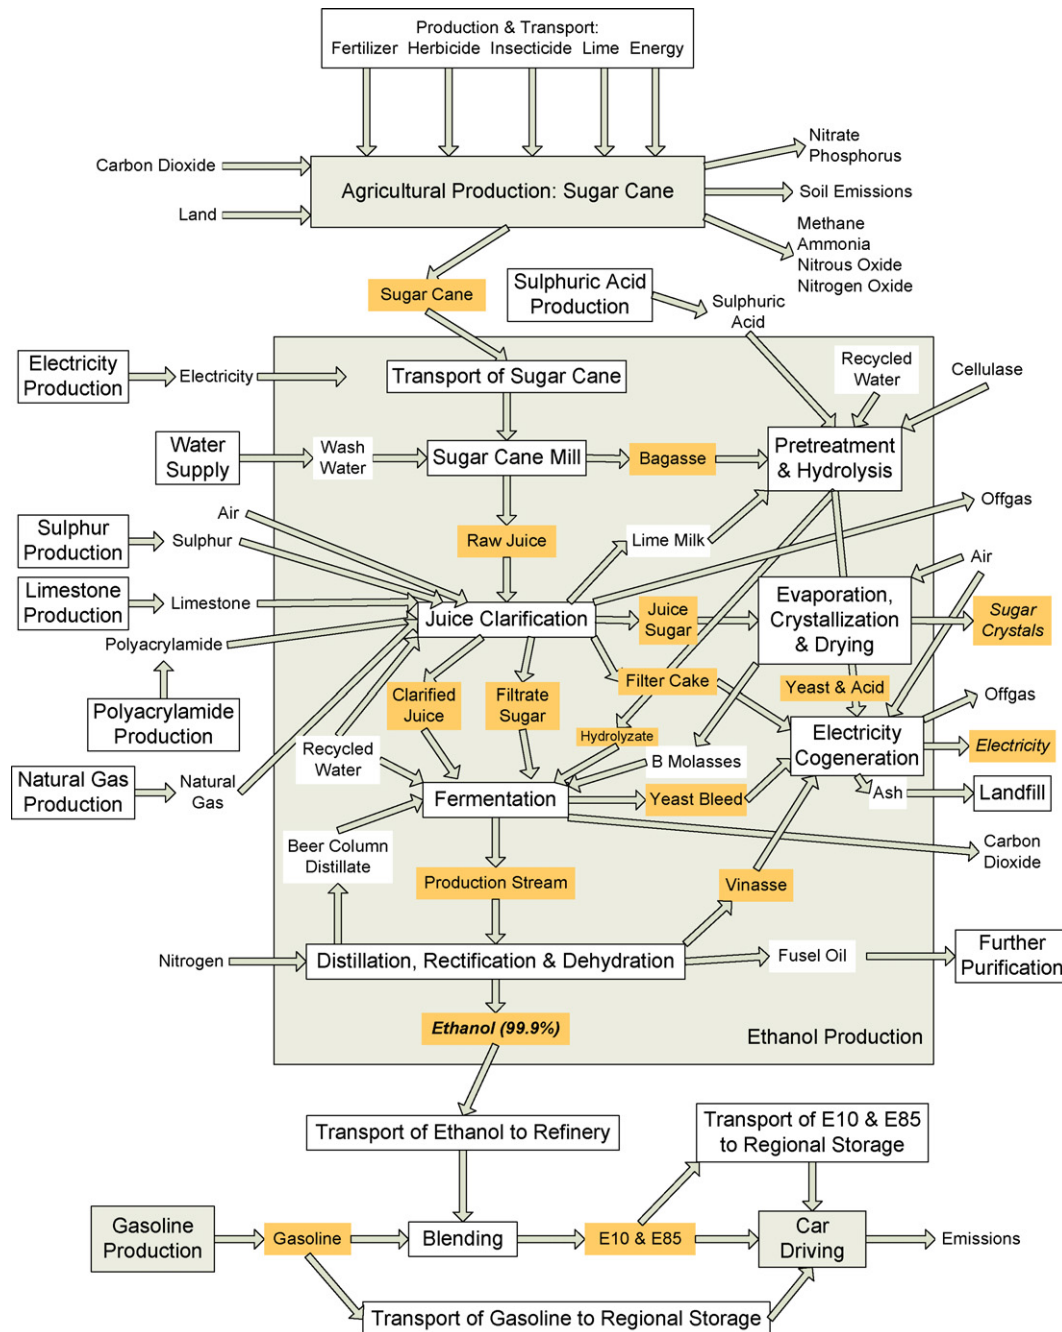 Production & Transport:
Fertilizer Herbicide Insecticide Lime Energy
Carbon Dioxide
Nitrate
Phosphorus
Agricultural Production: Sugar Cane
Soil Emissions
Land
Methane
Ammonia
Nitrous Oxide
Nitrogen Oxide
Sugar Cane
Sulphuric Acid
Production
Sulphuric
Acid
Electricity
Production
Electricity
Transport of Sugar Cane
Recycled
Water
Cellulase
Water
Supply
Wash
Water
Sugar Cane Mill
Bagasse
Pretreatment
& Hydrolysis
Offgas
Air
Sulphur
Production
Sulphur
Raw Juice
Lime Milk
Air
Limestone
Production
Limestone
Juice Clarification
Juice
Sugar
Evaporation,
Crystallization
& Drying
Sugar
Crystals
Polyacrylamide
Polyacrylamide
Production
Clarified
Juice
Filtrate
Sugar
Filter Cake
Yeast & Acid
Offgas
Hydrolyzate
Electricity
Cogeneration
Electricity
Recycled
Water
B Molasses
Natural Gas
Production
Natural
Gas
Fermentation
Yeast Bleed
Ash
Landfill
Beer Column
Distillate
Carbon
Dioxide
Production Stream
Vinasse
Nitrogen
Distillation, Rectification & Dehydration
Fusel Oil
Further
Purification
Ethanol (99.9%)
Ethanol Production
Transport of Ethanol to Refinery
Transport of E10 & E85
to Regional Storage
Gasoline
Production
Gasoline
Blending
E10 & E85
Car
Driving
Emissions
Transport of Gasoline to Regional Storage